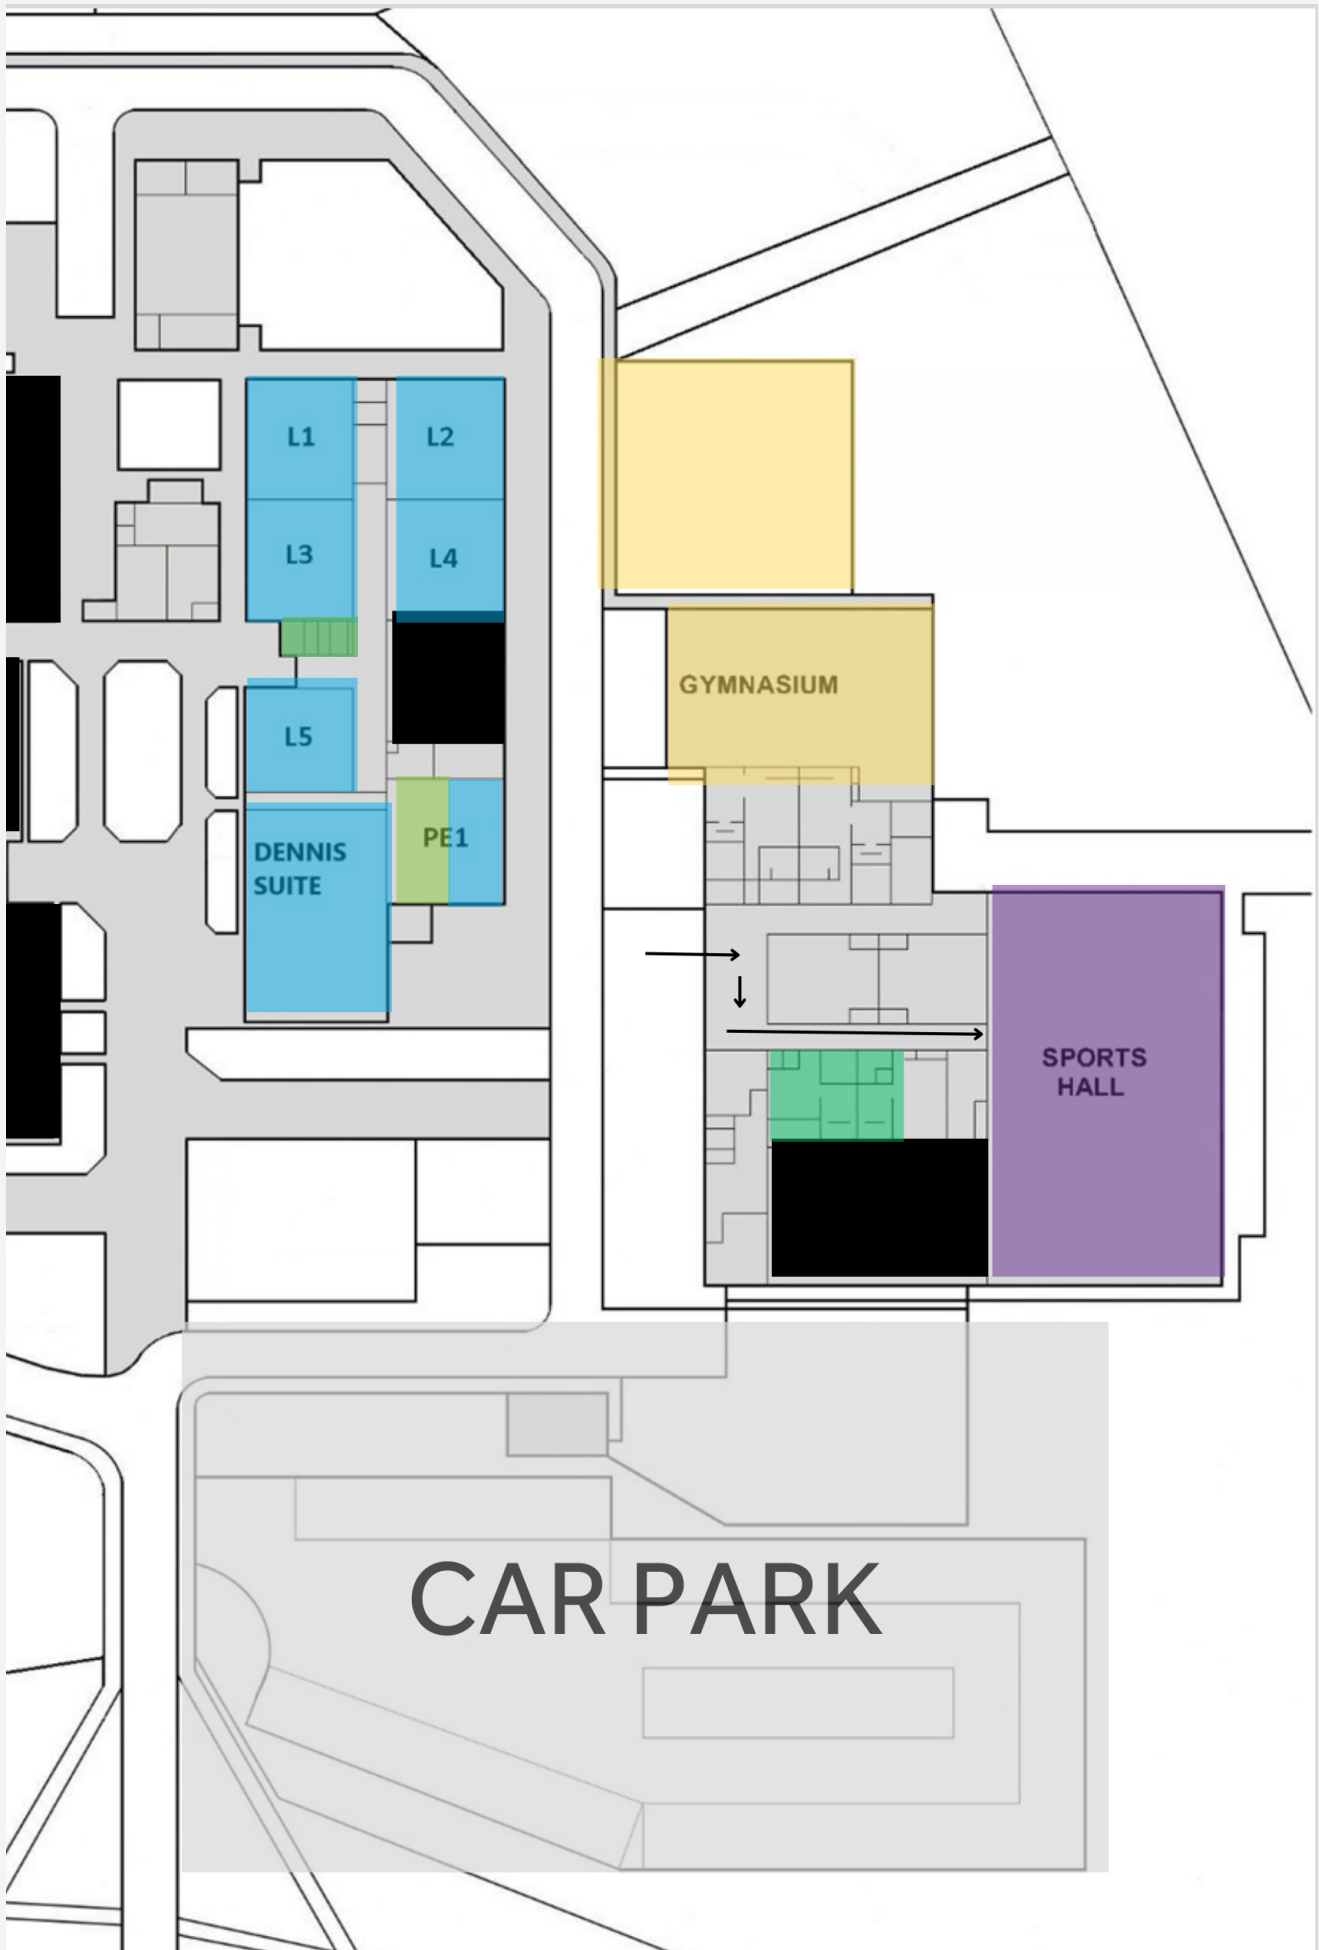 L1
L2
L3
L4
L5
GYMNASIUM
PE1
DENNIS
SUITE
SPORTS
HALL
CAR PARK